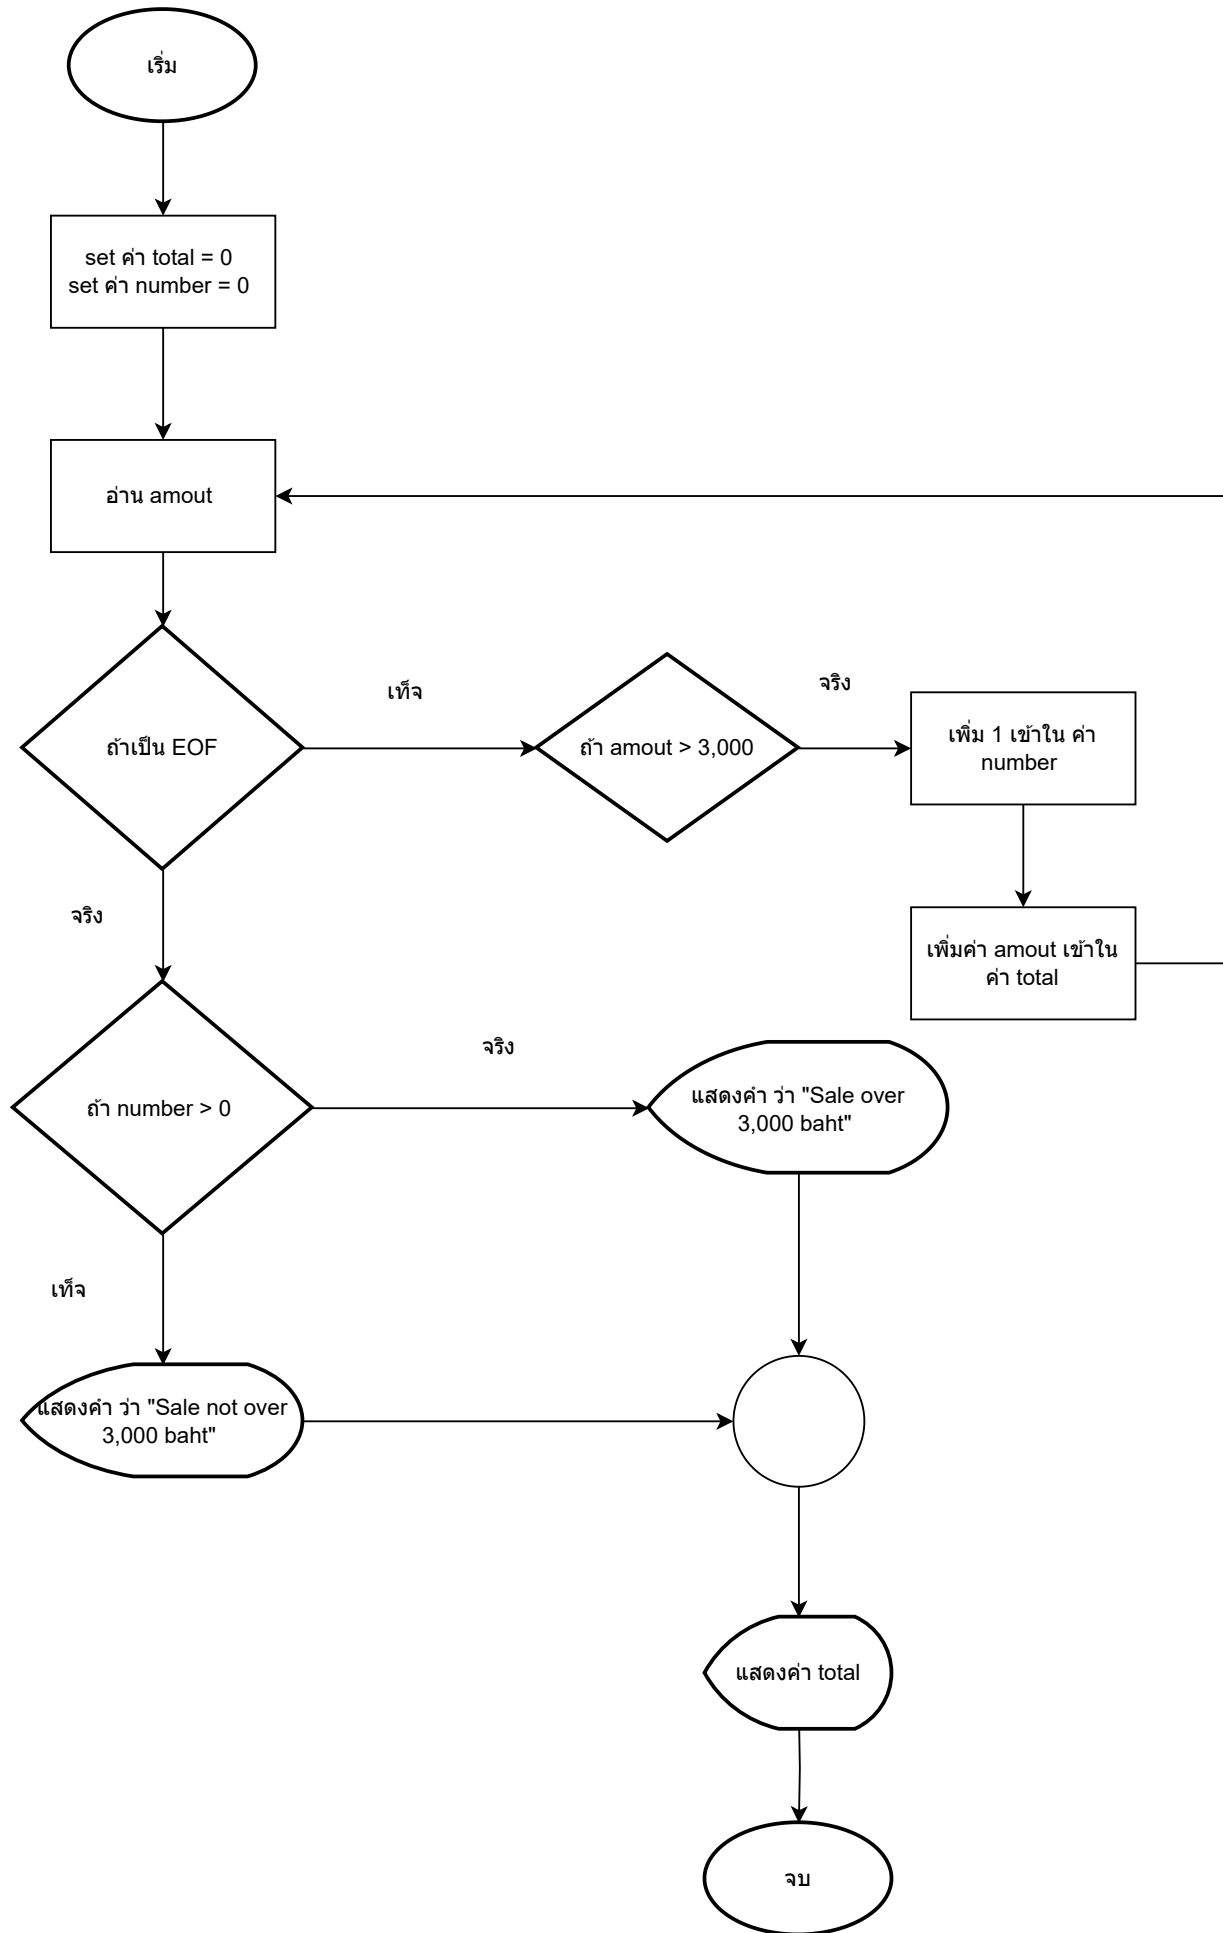 เริ่ม
set ค่า total = 0
set ค่า number = 0
อ่าน amout
ถ้าเป็น EOF
เท็จ
ถ้า amout > 3,000
จริง
เพิ่ม 1 เข้าใน ค่า
number
จริง
เพิ่มค่า amout เข้าใน
ค่า total
ถ้า number > 0
จริง
แสดงคำ ว่า "Sale over
3,000 baht"
เท็จ
แสดงคำ ว่า "Sale not over
3,000 baht"
แสดงค่า total
จบ